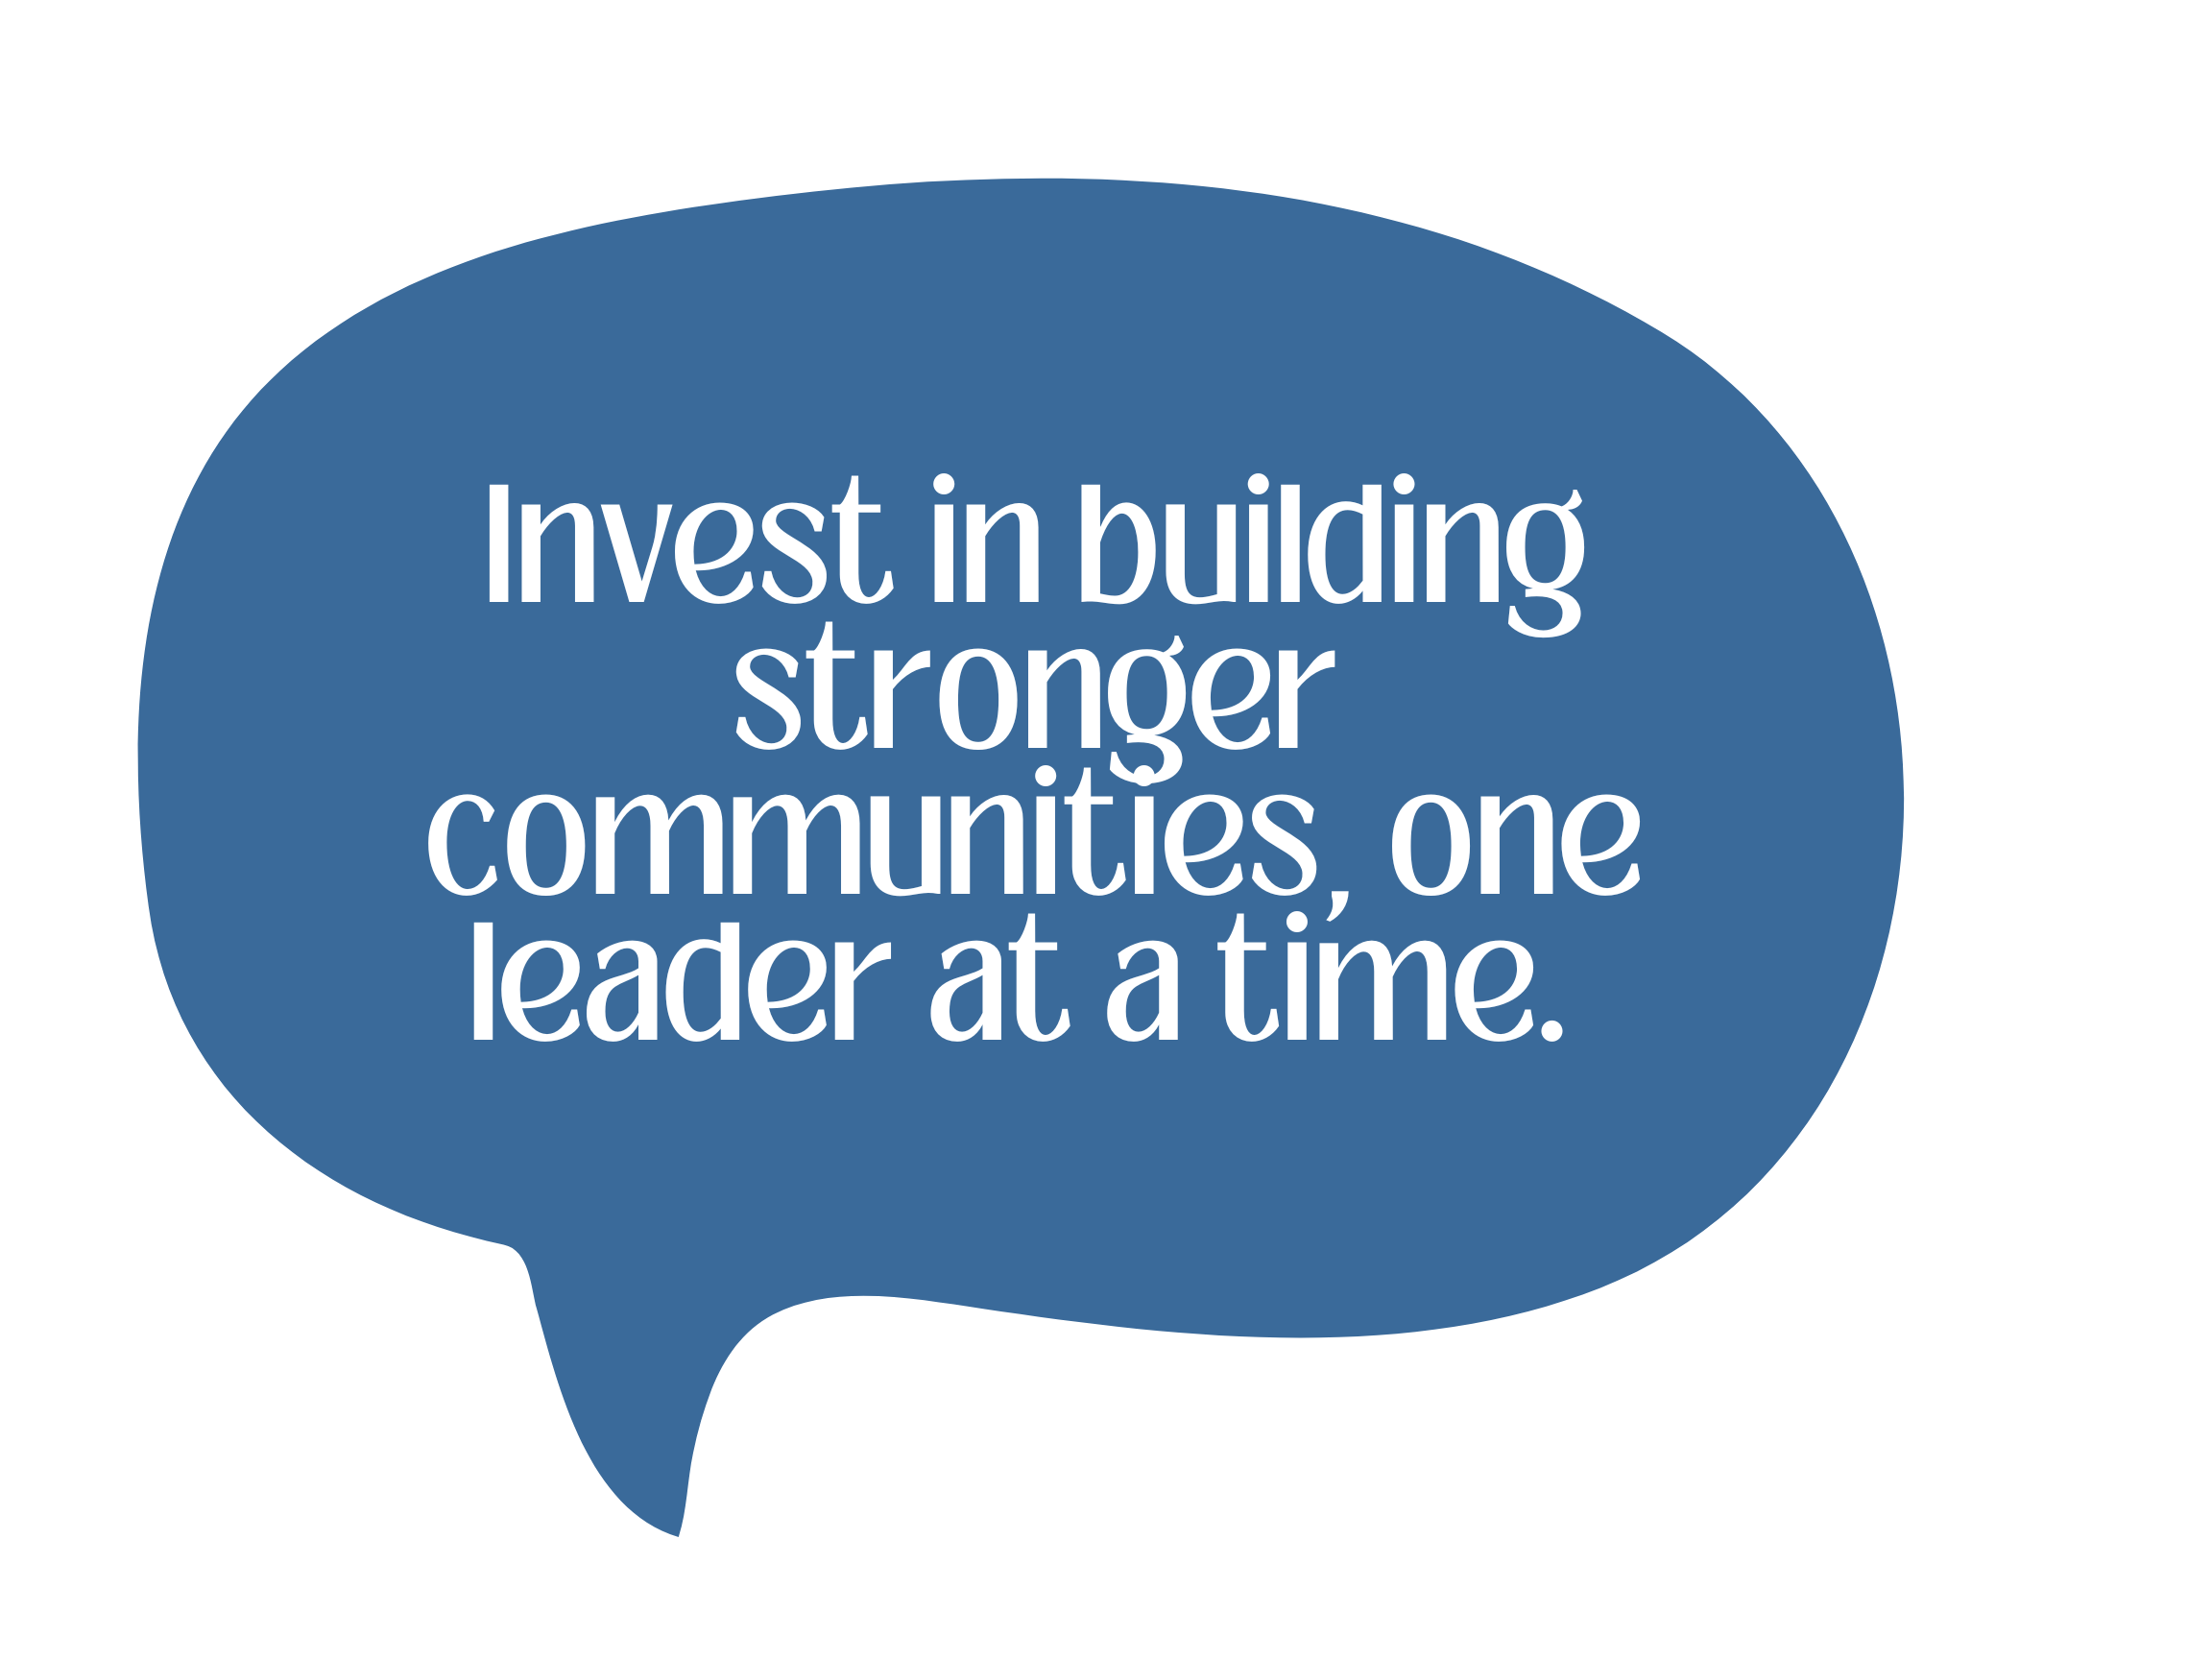 Invest in building
stronger
communities, one
leader at a time.